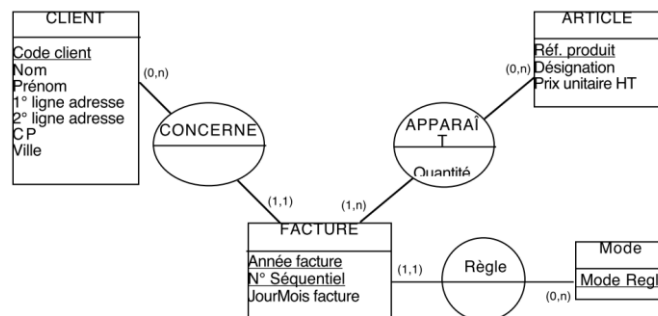 CLIENT
Code client
Nom
Prénom
1° ligne adresse
2° ligne adresse
CP
Ville
(0,n)
CONCERNE
(1,1)
ARTICLE
Réf. produit
Désignation
Prix unitaire HT
(0,n)
APPARAÎ
T
Quantité
(1,n)
FACTURE
Année facture
N° Séquentiel
JourMois facture
(1,1)
Règle
(0,n)
Mode
Mode Regl